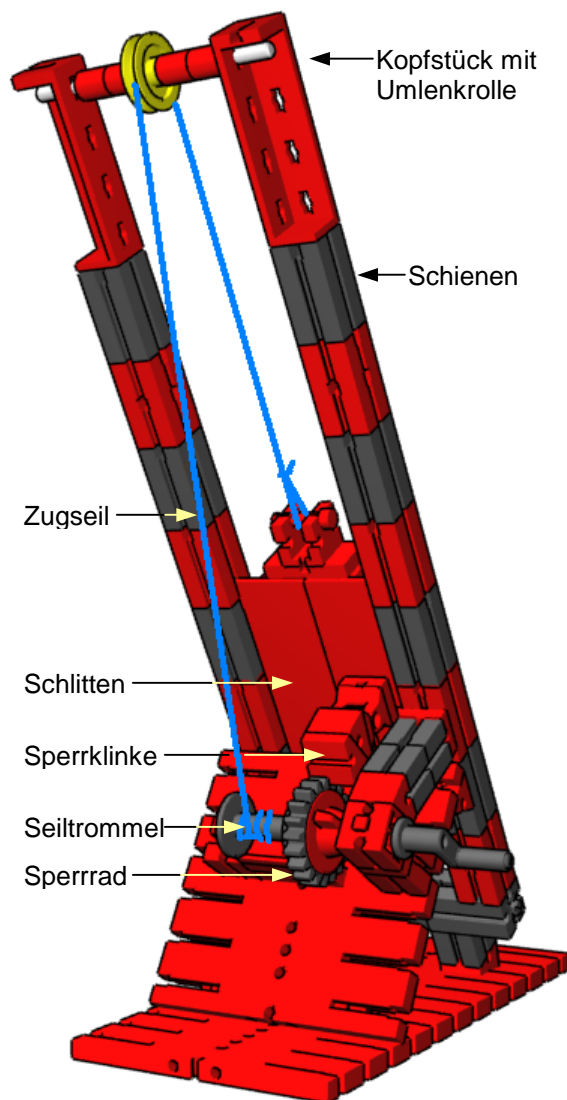 Kopfstück mit
Umlenkrolle
Schienen
Zugseil
Schlitten
Sperrklinke
Seiltrommel
Sperrrad